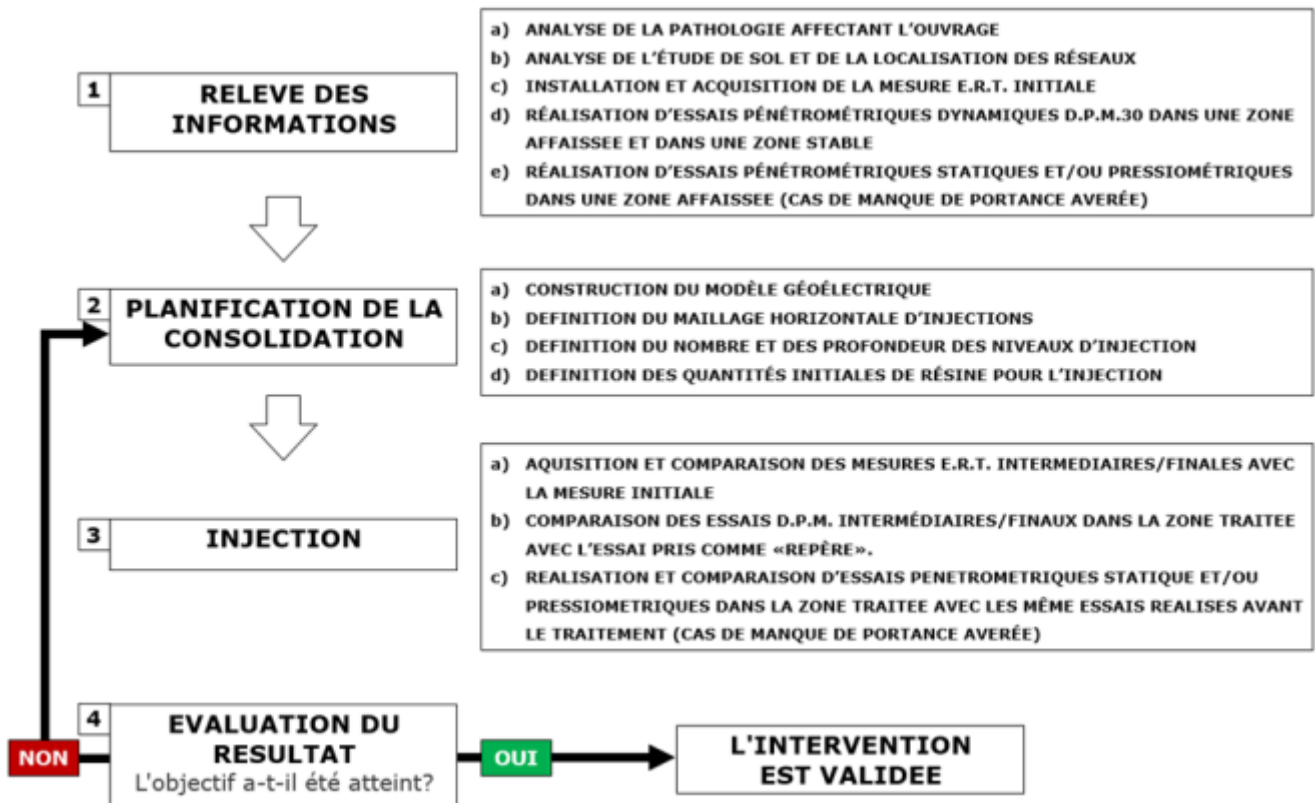 1
RELEVE DES
INFORMATIONS
a) ANALYSE DE LA PATHOLOGIE AFFECTANT L'OUVRAGE
b) ANALYSE DE L'ÉTUDE DE SOL ET DE LA LOCALISATION DES RÉSEAUX
c) INSTALLATION ET ACQUISITION DE LA MESURE E.R.T. INITIALE
d) RÉALISATION D'ESSAIS PÉNÉTROMÉTRIQUES DYNAMIQUES D.P.M.30 DANS UNE ZONE
AFFAISSEE ET DANS UNE ZONE STABLE
e) RÉALISATION D'ESSAIS PÉNÉTROMÉTRIQUES STATIQUES ET/OU PRESSIOMÉTRIQUES
DANS UNE ZONE AFFAISSEE (CAS DE MANQUE DE PORTANCE AVERÉE)
2
PLANIFICATION DE LA
CONSOLIDATION
a) CONSTRUCTION DU MODÈLE GÉOÉLECTRIQUE
b) DEFINITION DU MAILLAGE HORIZONTALE D'INJECTIONS
c) DEFINITION DU NOMBRE ET DES PROFONDEUR DES NIVEAUX D'INJECTION
d) DEFINITION DES QUANTITÉS INITIALES DE RÉSINE POUR L'INJECTION
3
INJECTION
a) AQUISITION ET COMPARAISON DES MESURES E.R.T. INTERMEDIAIRES/FINALES AVEC
LA MESURE INITIALE
b) COMPARAISON DES ESSAIS D.P.M. INTERMÉDIAIRES/FINAUX DANS LA ZONE TRAITEE
AVEC L'ESSAI PRIS COMME «REPÈRE».
c) REALISATION ET COMPARAISON D'ESSAIS PENETROMETRIQUES STATIQUE ET/OU
PRESSIOMETRIQUES DANS LA ZONE TRAITEE AVEC LES MÊME ESSAIS REALISES AVANT
LE TRAITEMENT (CAS DE MANQUE DE PORTANCE AVERÉE)
4
EVALUATION DU
RESULTAT
L'objectif a-t-il été atteint?
NON
OUI
L'INTERVENTION
EST VALIDEE